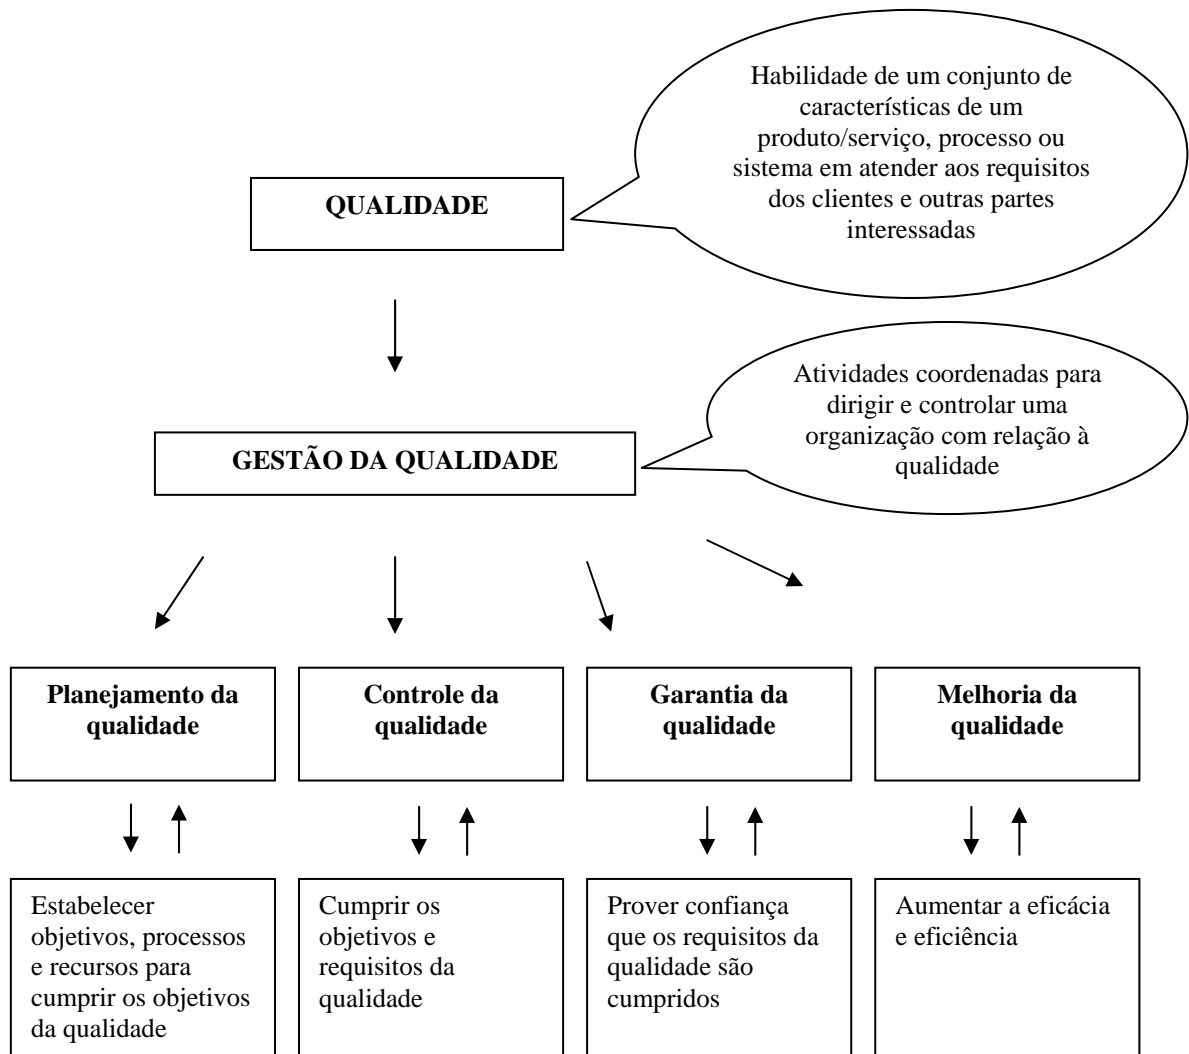 Habilidade de um conjunto de
características de um
produto/serviço, processo ou
sistema em atender aos requisitos
dos clientes e outras partes
interessadas
QUALIDADE
Atividades coordenadas para
dirigir e controlar uma
organização com relação à
qualidade
GESTÃO DA QUALIDADE
Planejamento da
qualidade
Controle da
qualidade
Garantia da
qualidade
Melhoria da
qualidade
Estabelecer
objetivos, processos
e recursos para
cumprir os objetivos
da qualidade
Cumprir os
objetivos e
requisitos da
qualidade
Prover confiança
que os requisitos da
qualidade são
cumpridos
Aumentar a eficácia
e eficiência